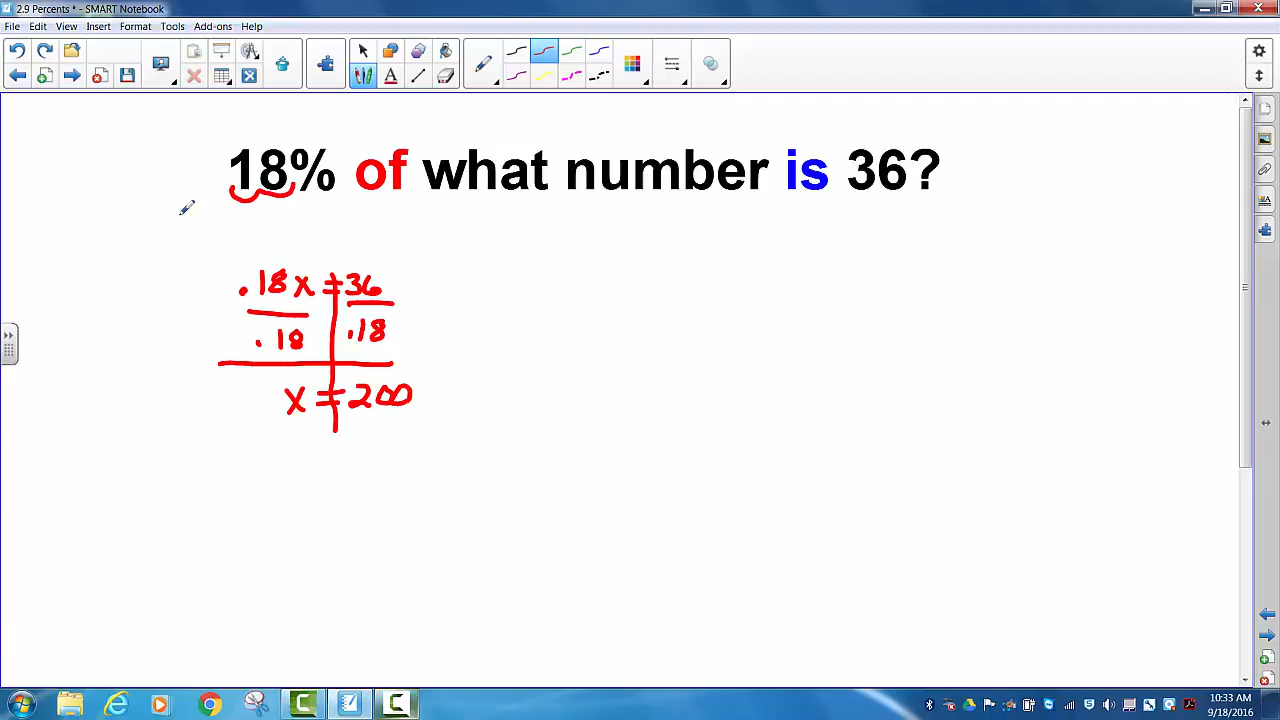 2.9 Percents * - SMART Notebook
File Edit View Insert Format Tools Add-ons Help
18% of what number is 36?
.18x = 36
.18 .18
x = 200
10:33 AM
9/18/2016